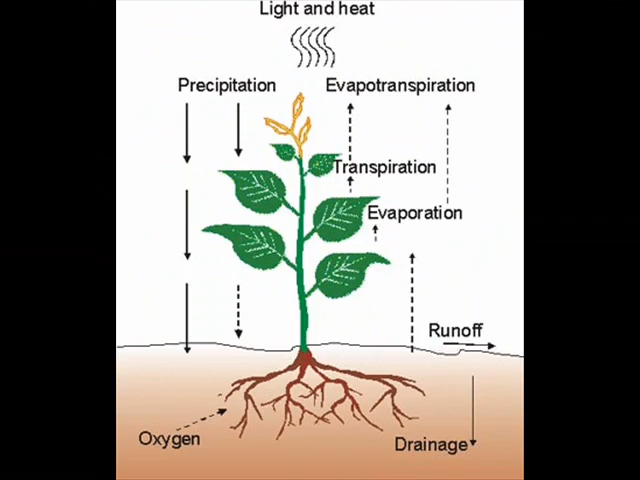 Light and heat
Precipitation
Evapotranspiration
Transpiration
Evaporation
Runoff
Oxygen
Drainage